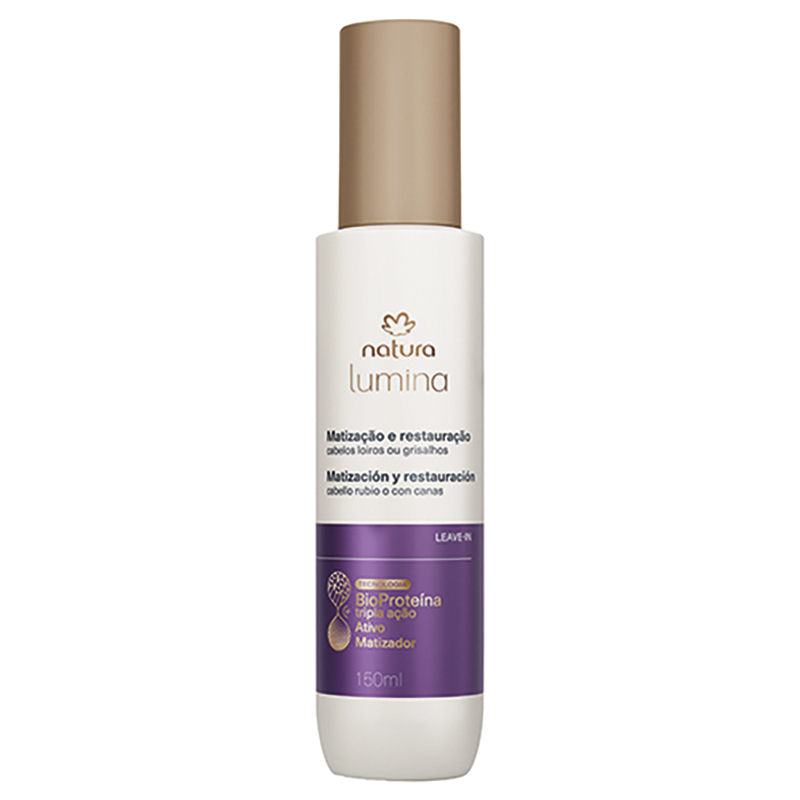 natura
lumina
Matização e restauração
cabelos loiros ou grisalhos
Matización y restauración
cabello rubio o con canas
LEAVE-IN
TECNOLOGIA
BioProteína
tripla ação
Ativo
Matizador
150ml